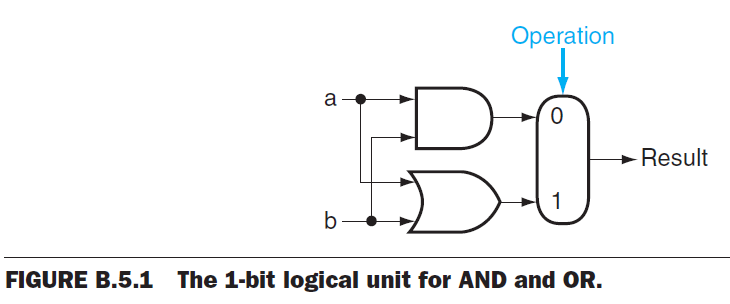 Operation
a
0
Result
1
b
FIGURE B.5.1 The 1-bit logical unit for AND and OR.